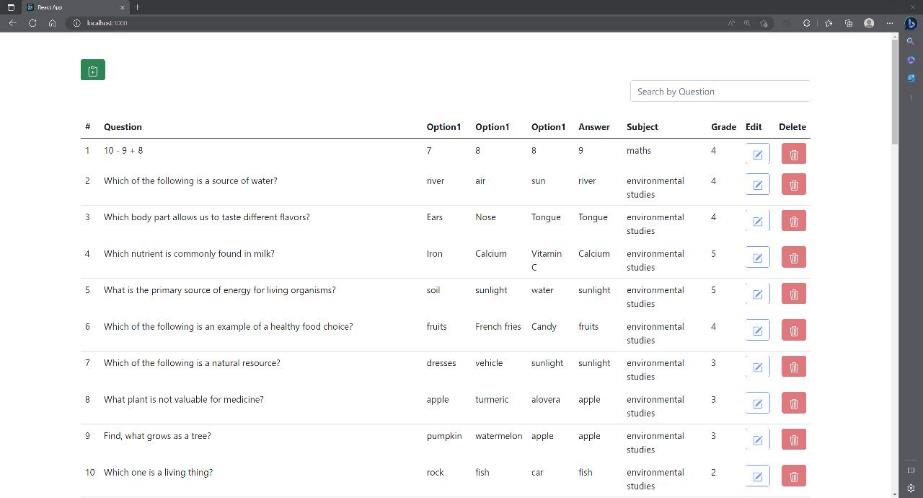 React App
localhost:3000
Search by Question
# Question Option1 Option1 Option1 Answer Subject Grade Edit Delete
1 10 - 9 + 8 7 8 8 9 maths 4
2 Which of the following is a source of water? river air sun river environmental studies 4
3 Which body part allows us to taste different flavors? Ears Nose Tongue Tongue environmental studies 4
4 Which nutrient is commonly found in milk? Iron Calcium Vitamin C Calcium environmental studies 5
5 What is the primary source of energy for living organisms? soil sunlight water sunlight environmental studies 5
6 Which of the following is an example of a healthy food choice? fruits French fries Candy fruits environmental studies 4
7 Which of the following is a natural resource? dresses vehicle sunlight sunlight environmental studies 3
8 What plant is not valuable for medicine? apple turmeric alovera apple environmental studies 3
9 Find, what grows as a tree? pumpkin watermelon apple apple environmental studies 3
10 Which one is a living thing? rock fish car fish environmental studies 2